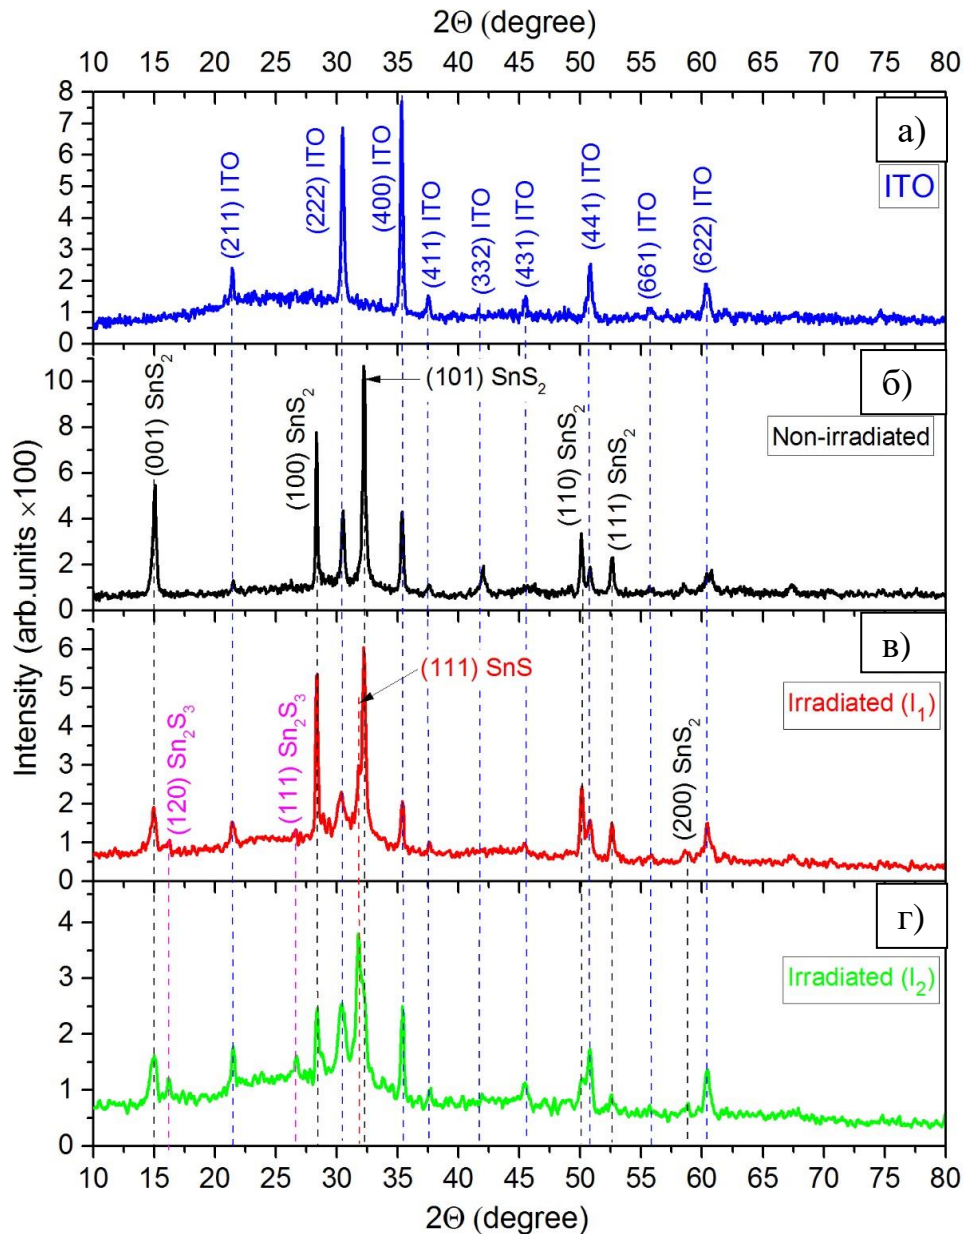 2Θ (degree)
10 15 20 25 30 35 40 45 50 55 60 65 70 75 80
Intensity (arb.units ×100)
8
7
6
5
4
3
2
1
0
(211) ITO
(222) ITO
(400) ITO
(411) ITO
(332) ITO
(431) ITO
(441) ITO
(661) ITO
(622) ITO
а)
ITO
10
8
6
4
2
0
(001) SnS₂
(100) SnS₂
(101) SnS₂
(110) SnS₂
(111) SnS₂
б)
Non-irradiated
6
5
4
3
2
1
0
(120) Sn₂S₃
(111) Sn₂S₃
(111) SnS
(200) SnS₂
в)
Irradiated (I₁)
4
3
2
1
0
г)
Irradiated (I₂)
10 15 20 25 30 35 40 45 50 55 60 65 70 75 80
2Θ (degree)